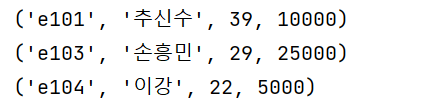 ('e101', '추신수', 39, 10000)
('e103', '손흥민', 29, 25000)
('e104', '이강', 22, 5000)